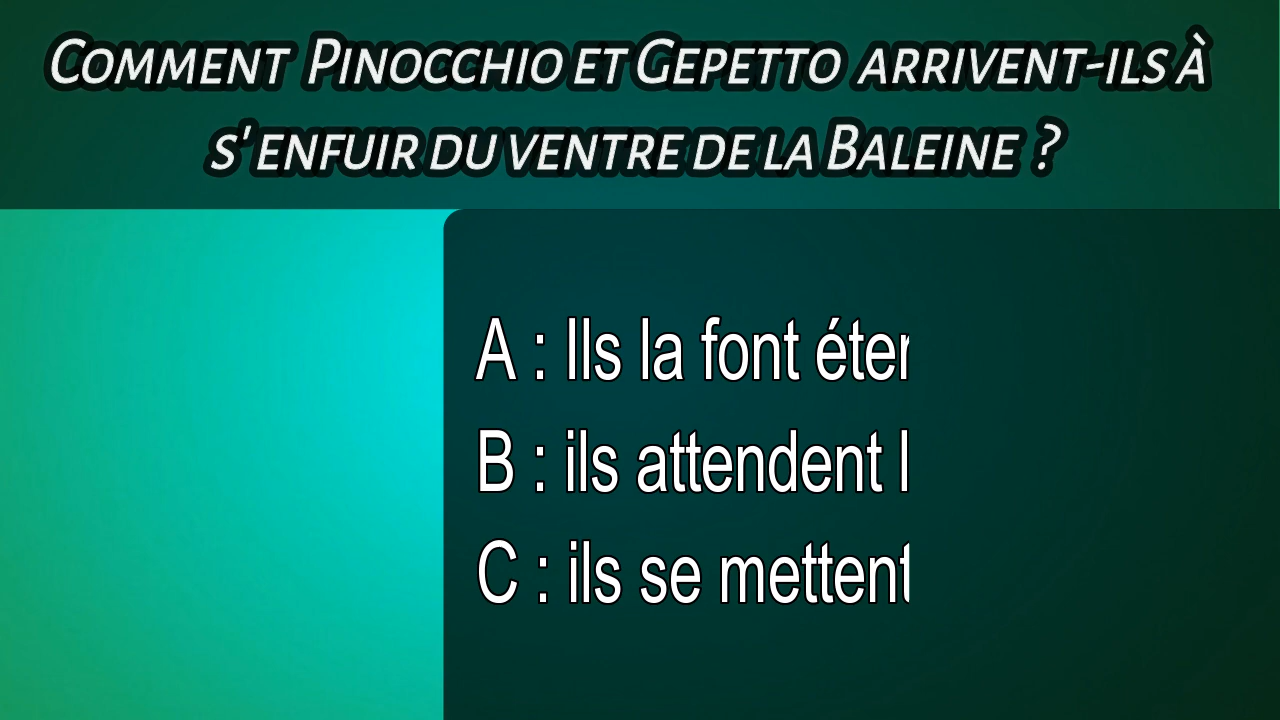 Comment Pinocchio et Gepetto arrivent-ils à
s'enfuir du ventre de la Baleine ?
A : Ils la font
B : ils attendent
C : ils se mettent